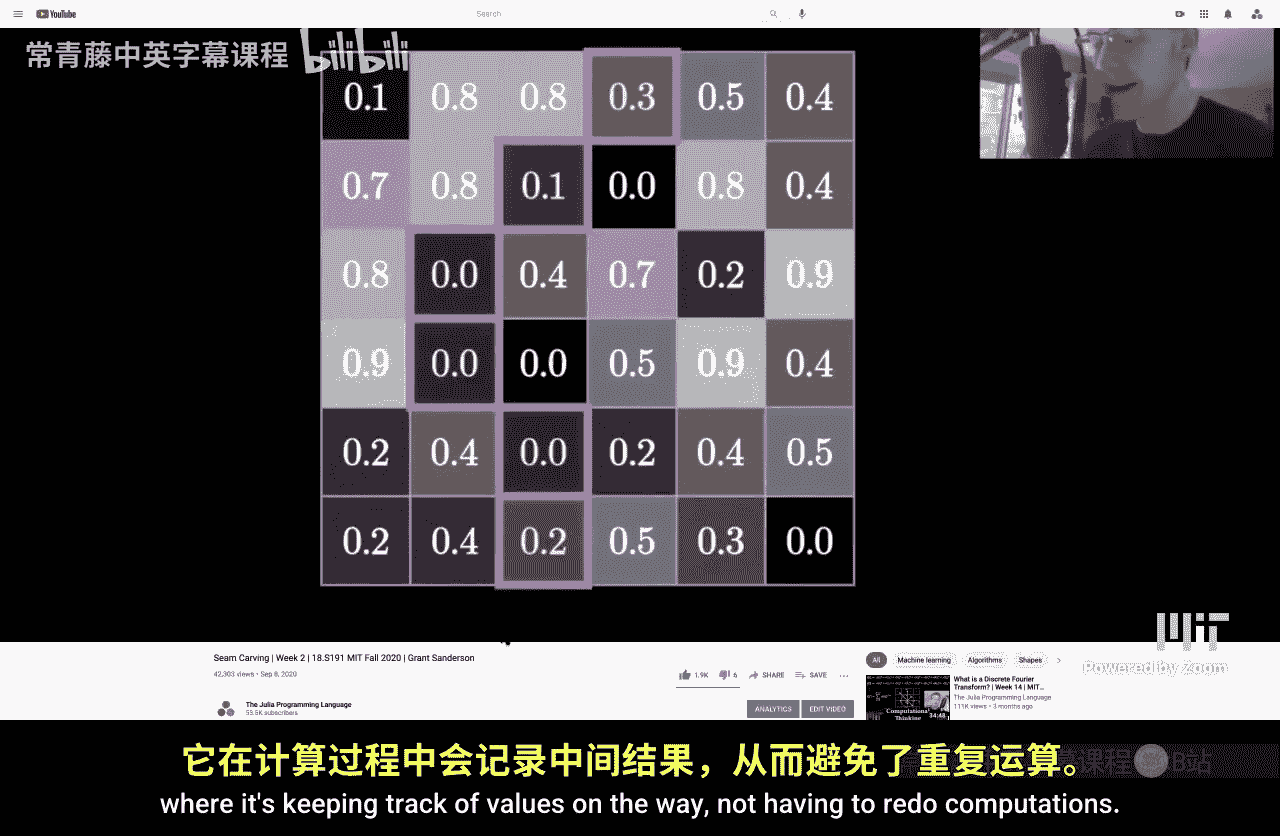 YouTube
Search
常青藤中英字幕课程 bilibili
0.1 0.8 0.8 0.3 0.5 0.4
0.7 0.8 0.1 0.0 0.8 0.4
0.8 0.0 0.4 0.7 0.2 0.9
0.9 0.0 0.0 0.5 0.9 0.4
0.2 0.4 0.0 0.2 0.4 0.5
0.2 0.4 0.2 0.5 0.3 0.0
MIT
Powered by Zoom
Seam Carving | Week 2 | 18.S191 MIT Fall 2020 | Grant Sanderson
42,303 views • Sep 8, 2020
1.9K 6 SHARE SAVE ...
The Julia Programming Language
53.5K subscribers
ANALYTICS EDIT VIDEO
All Machine learning Algorithms Shapes
What is a Discrete Fourier
Transform? | Week 14 | MIT...
The Julia Programming Language
111K views • 3 months ago
Computational
Thinking
34:48
它在计算过程中会记录中间结果，从而避免了重复运算。
课程 B站
where it's keeping track of values on the way, not having to redo computations.